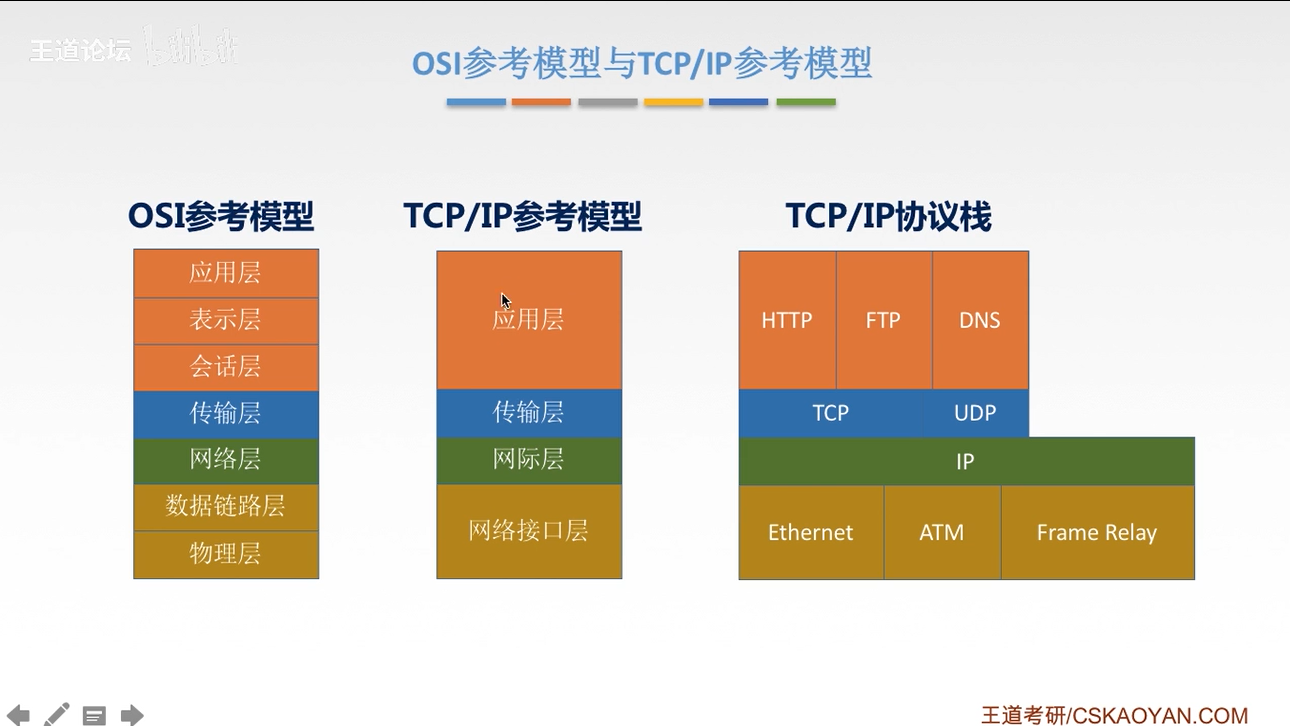 王道论坛 bilibili
OSI参考模型与TCP/IP参考模型
OSI参考模型
应用层
表示层
会话层
传输层
网络层
数据链路层
物理层
TCP/IP参考模型
应用层
传输层
网际层
网络接口层
TCP/IP协议栈
HTTP FTP DNS
TCP UDP
IP
Ethernet ATM Frame Relay
王道考研/CSKAOYAN.COM